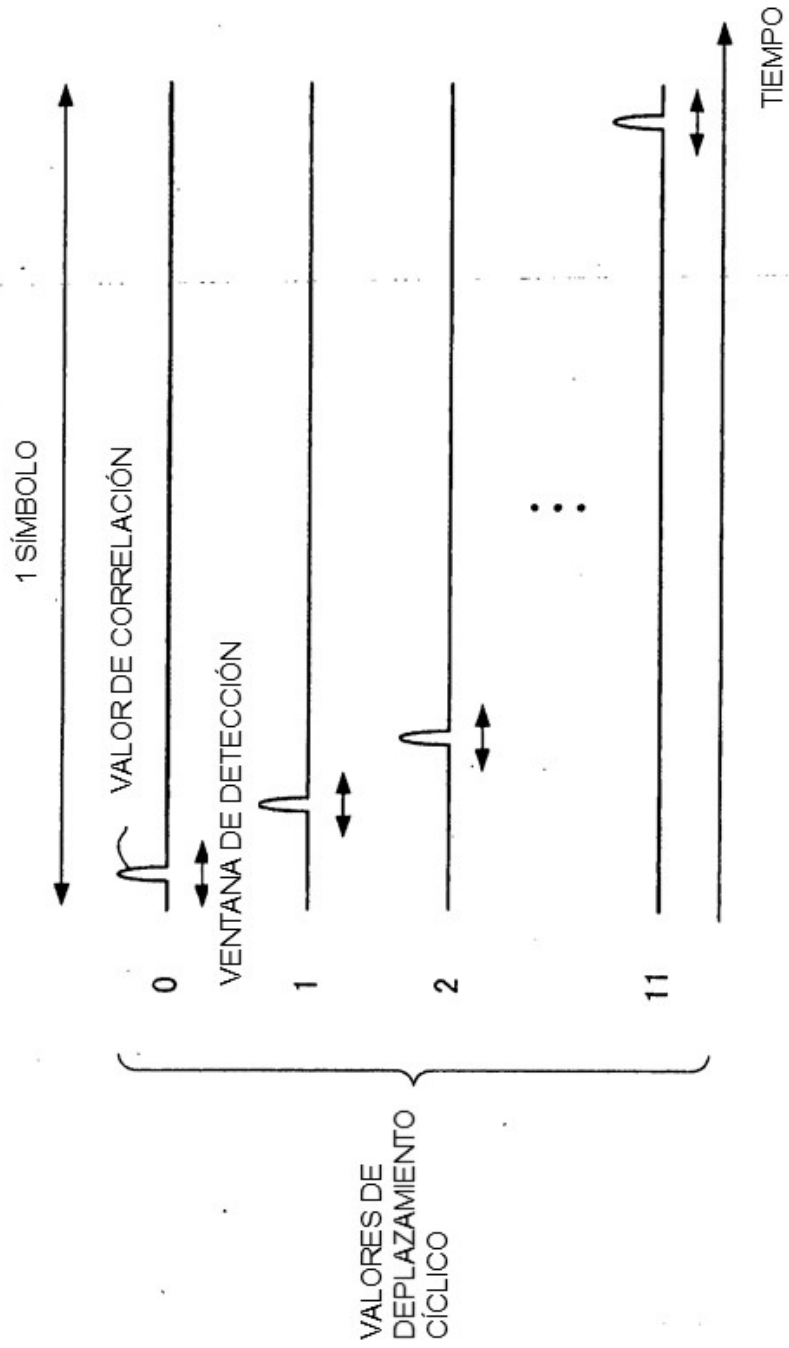 1 SÍMBOLO
VALOR DE CORRELACIÓN
0
VENTANA DE DETECCIÓN
1
2
11
VALORES DE
DEPLAZAMIENTO
CÍCLICO
TIEMPO